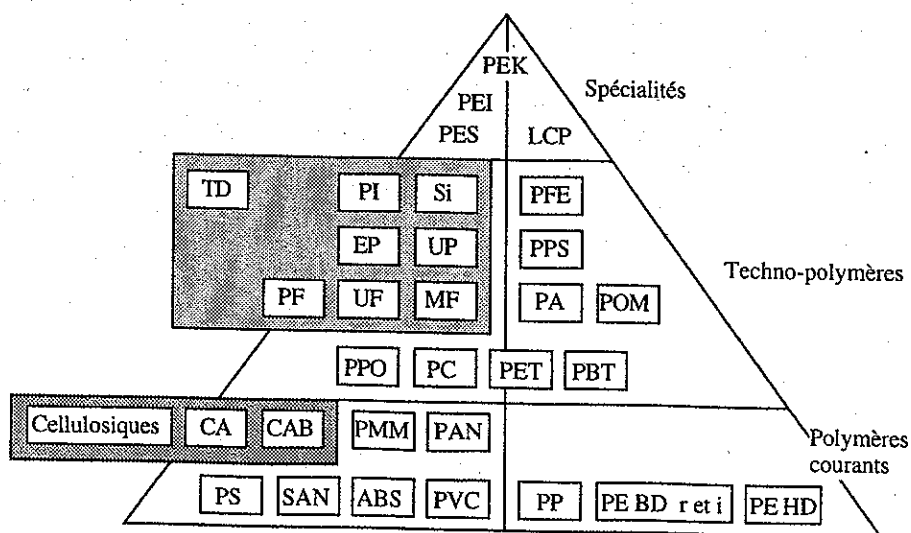 PEK
Spécialités
PEI
PES LCP
TD PI Si PFE
EP UP PPS
Techno-polymères
PF UF MF PA POM
PPO PC PET PBT
Cellulosiques CA CAB PMM PAN
Polymères
courants
PS SAN ABS PVC PP PE BD r et i PE HD